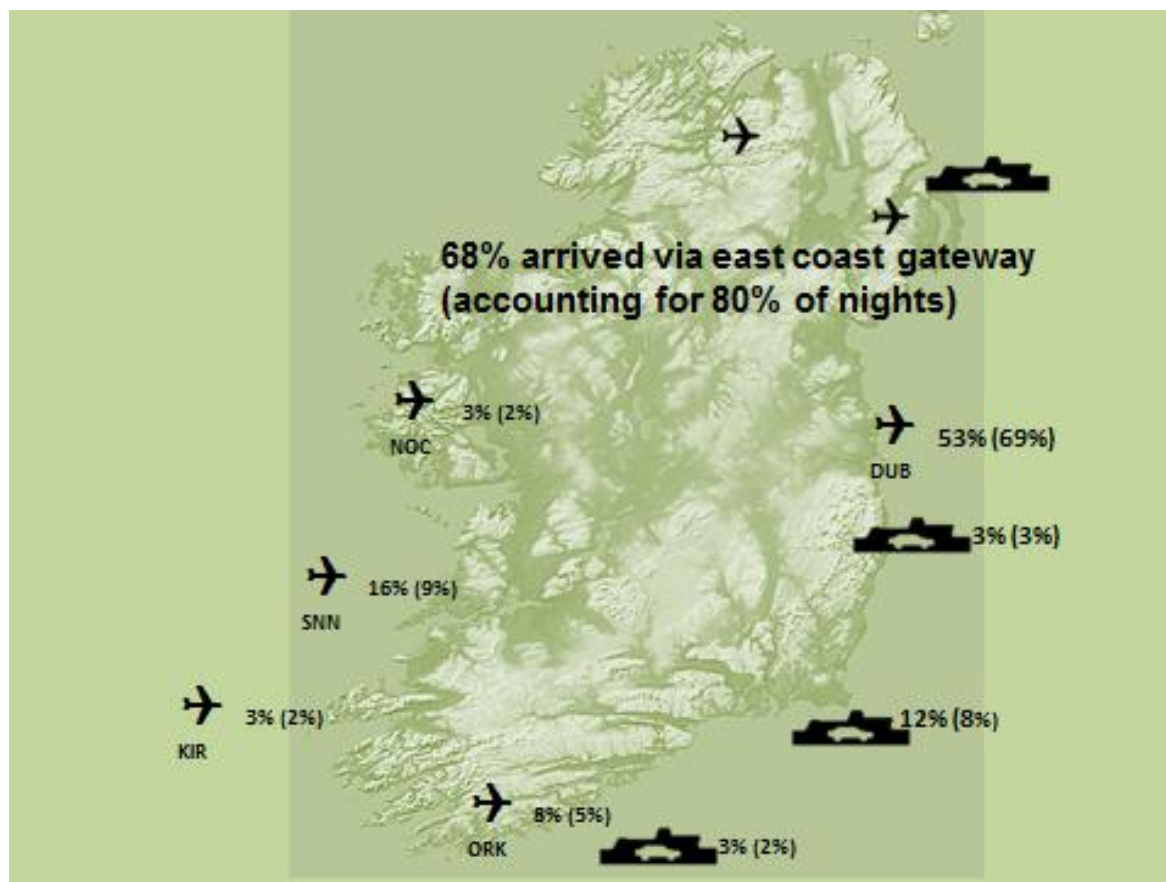 68% arrived via east coast gateway
(accounting for 80% of nights)
3% (2%)
NOC
53% (69%)
DUB
3% (3%)
16% (9%)
SNN
3% (2%)
KIR
12% (8%)
8% (5%)
ORK
3% (2%)